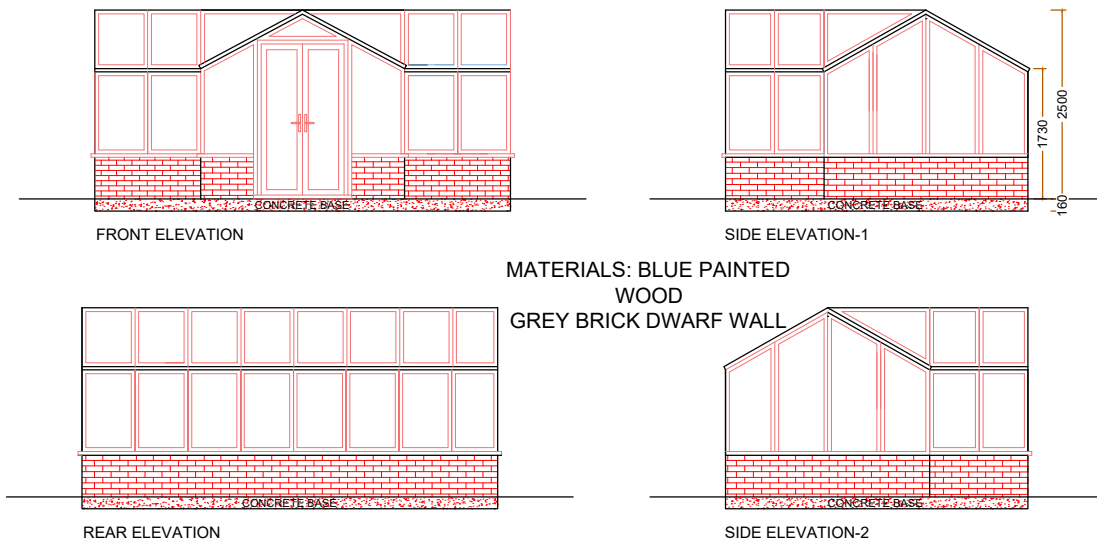 CONCRETE BASE
FRONT ELEVATION
1730
2500
160
CONCRETE BASE
SIDE ELEVATION-1
MATERIALS: BLUE PAINTED
WOOD
GREY BRICK DWARF WALL
CONCRETE BASE
REAR ELEVATION
CONCRETE BASE
SIDE ELEVATION-2